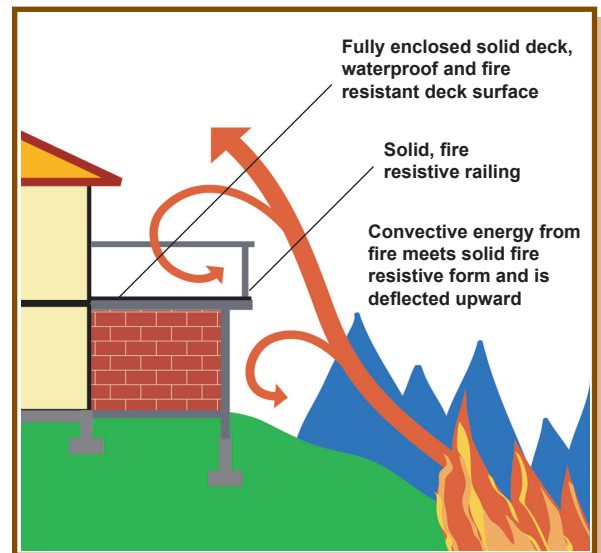 Fully enclosed solid deck,
waterproof and fire
resistant deck surface
Solid, fire
resistive railing
Convective energy from
fire meets solid fire
resistive form and is
deflected upward